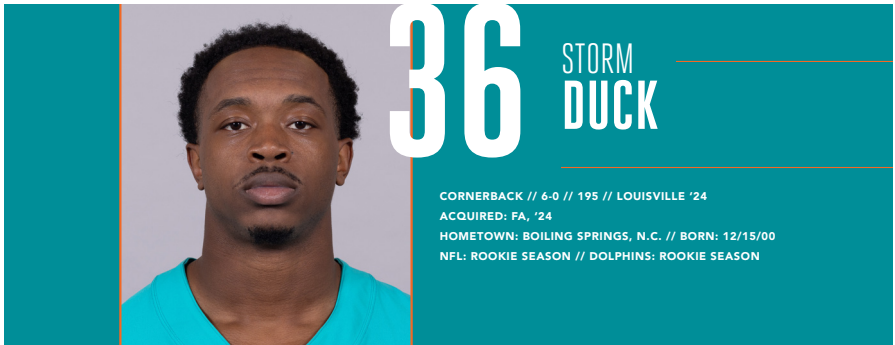 36
STORM
DUCK
CORNERBACK // 6-0 // 195 // LOUISVILLE ’24
ACQUIRED: FA, ’24
HOMETOWN: BOILING SPRINGS, N.C. // BORN: 12/15/00
NFL: ROOKIE SEASON // DOLPHINS: ROOKIE SEASON